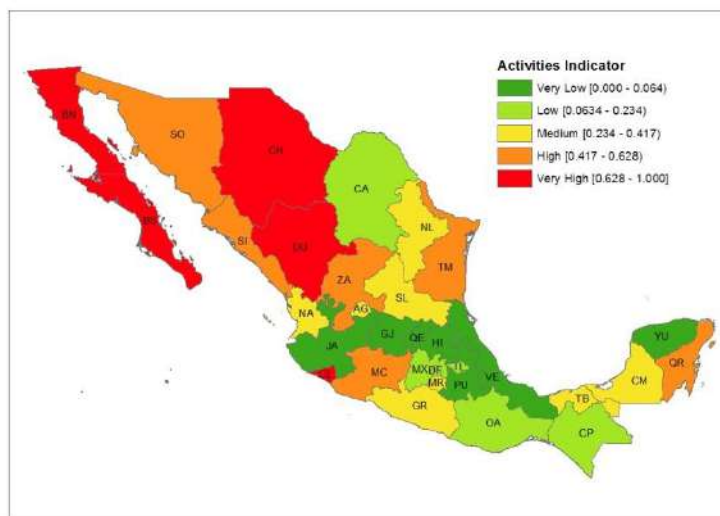 Activities Indicator
Very Low [0.000 - 0.064)
Low [0.0634 - 0.234)
Medium [0.234 - 0.417)
High [0.417 - 0.628)
Very High [0.628 - 1.000]
BN
SO
CH
CA
BS
SI
DU
NL
ZA
TM
SL
NA
AG
GJ
QE
HI
JA
YU
QR
MC
MX
DF
TL
MR
PU
VE
CM
TB
GR
OA
CP